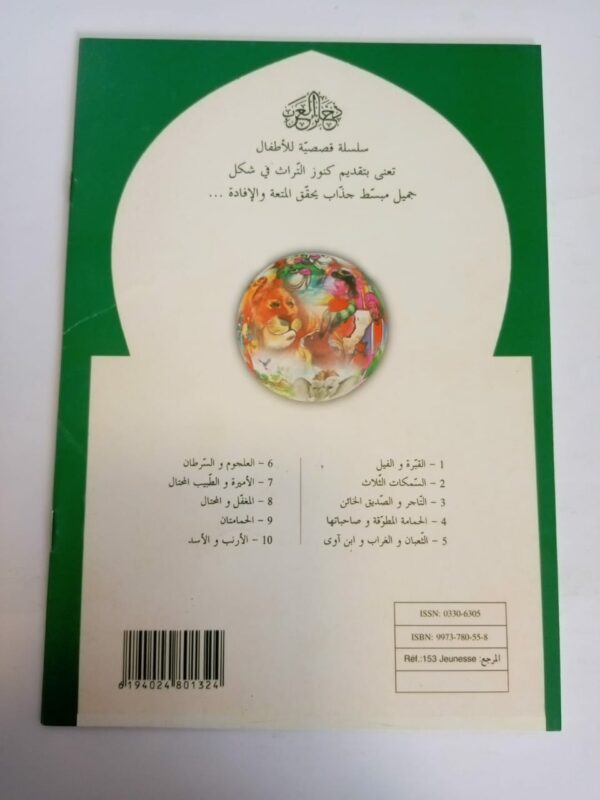 ذخائر العرب
سلسلة قصصيّة للأطفال
تعنى بتقديم كنوز التّراث في شكل
جميل مبسّط جذّاب يحقّق المتعة والإفادة ...
1 - القبّرة و الفيل
2 - السّمكات الثّلاث
3 - التّاجر و الصّديق الخائن
4 - الحمامة المطوّقة و صاحباتها
5 - الثّعبان و الغراب و ابن آوى
6 - العلجوم و السّرطان
7 - الأميرة و الطّبيب المحتال
8 - المغفّل و المحتال
9 - الحمامتان
10 - الأرنب و الأسد
ISSN: 0330-6305
ISBN: 9973-780-55-8
المرجع: Réf.:153 Jeunesse
6 194024 801324